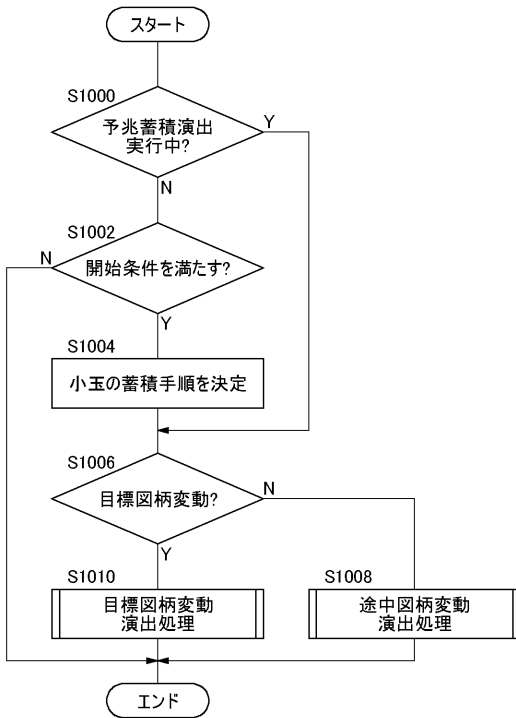 スタート
S1000
予兆蓄積演出
実行中?
Y
N
S1002
N
開始条件を満たす?
Y
S1004
小玉の蓄積手順を決定
S1006
目標図柄変動?
N
Y
S1010
目標図柄変動
演出処理
S1008
途中図柄変動
演出処理
エンド